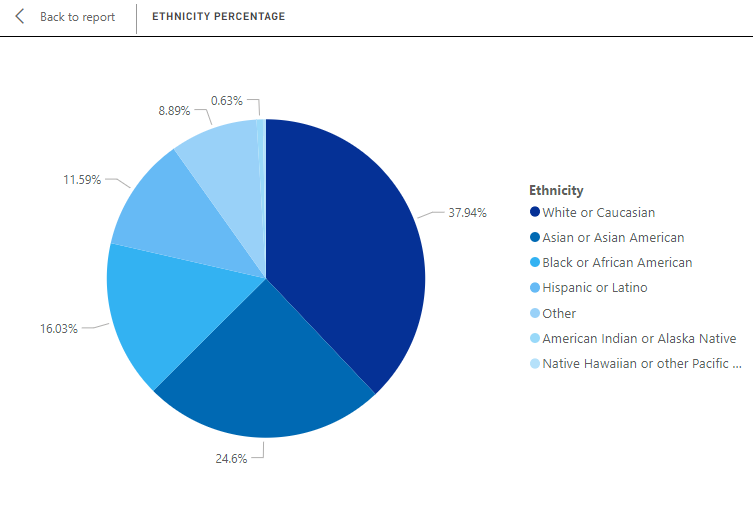 Back to report
ETHNICITY PERCENTAGE
0.63%
8.89%
11.59%
37.94%
16.03%
24.6%
Ethnicity
White or Caucasian
Asian or Asian American
Black or African American
Hispanic or Latino
Other
American Indian or Alaska Native
Native Hawaiian or other Pacific ...